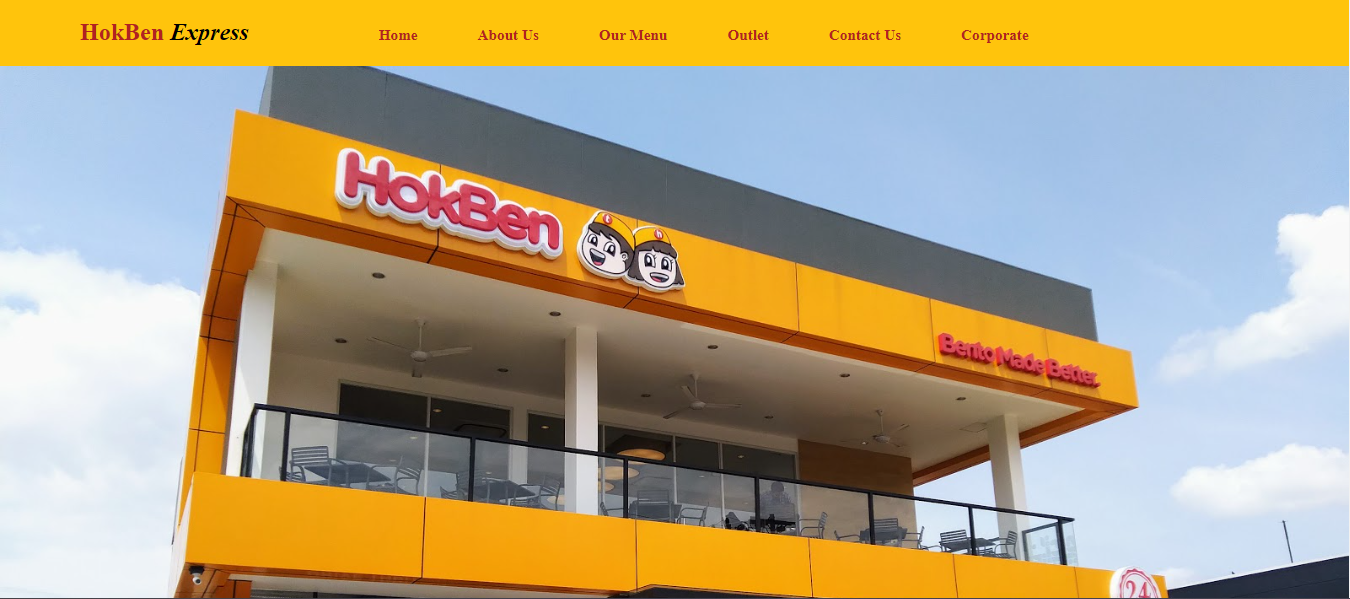 HokBen Express
Home About Us Our Menu Outlet Contact Us Corporate
HokBen
t h
Bento Made Better.
24